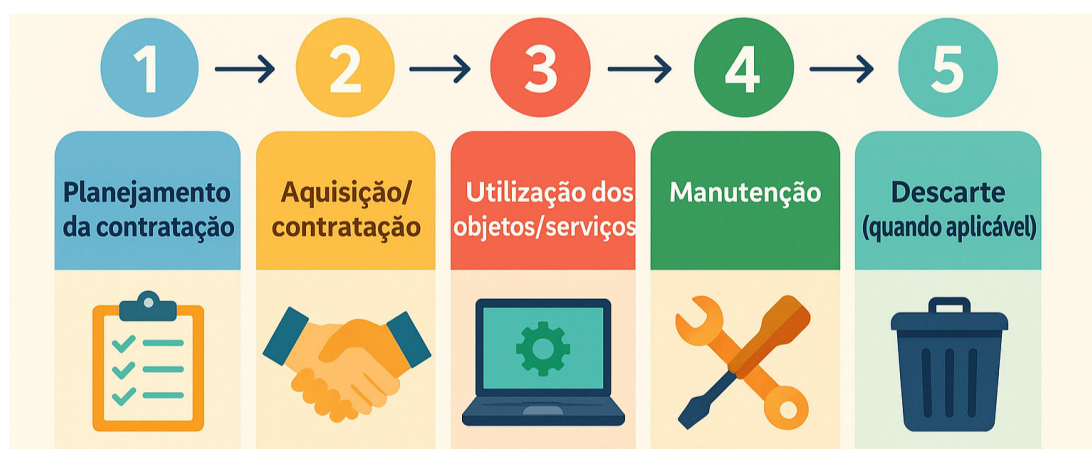 1
2
3
4
5
Planejamento
da contratação
Aquisição/
contratação
Utilização dos
objetos/serviços
Manutenção
Descarte
(quando aplicável)